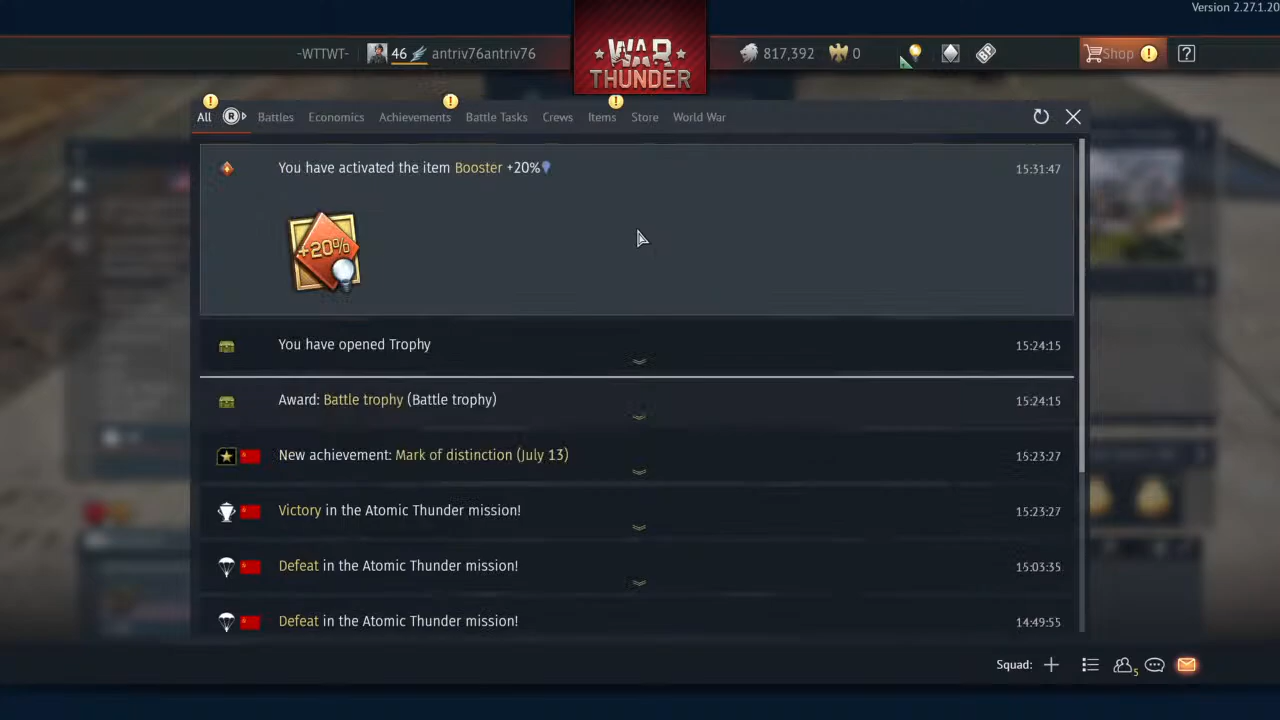 Version 2.27.1.20
-WTTWT- 46 antriv76antriv76
WAR
THUNDER
817,392 0
BP
Shop ! ?
! ! !
All R Battles Economics Achievements Battle Tasks Crews Items Store World War
You have activated the item Booster +20% 15:31:47
+20%
You have opened Trophy 15:24:15
Award: Battle trophy (Battle trophy) 15:24:15
New achievement: Mark of distinction (July 13) 15:23:27
Victory in the Atomic Thunder mission! 15:23:27
Defeat in the Atomic Thunder mission! 15:03:35
Defeat in the Atomic Thunder mission! 14:49:55
Squad: + 5